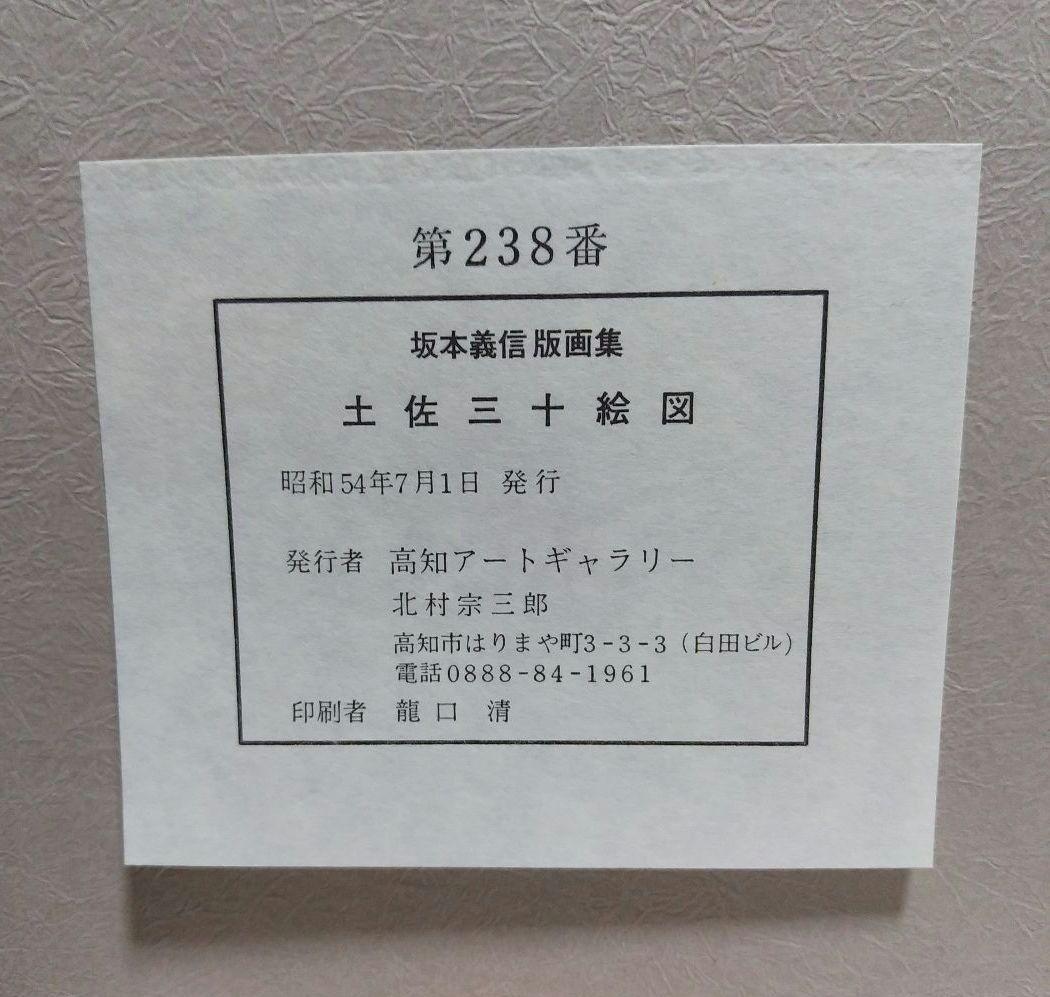 第238番
坂本義信版画集
土佐三十絵図
昭和54年7月1日 発行
発行者 高知アートギャラリー
北村宗三郎
高知市はりまや町3-3-3（白田ビル）
電話0888-84-1961
印刷者 龍口 清